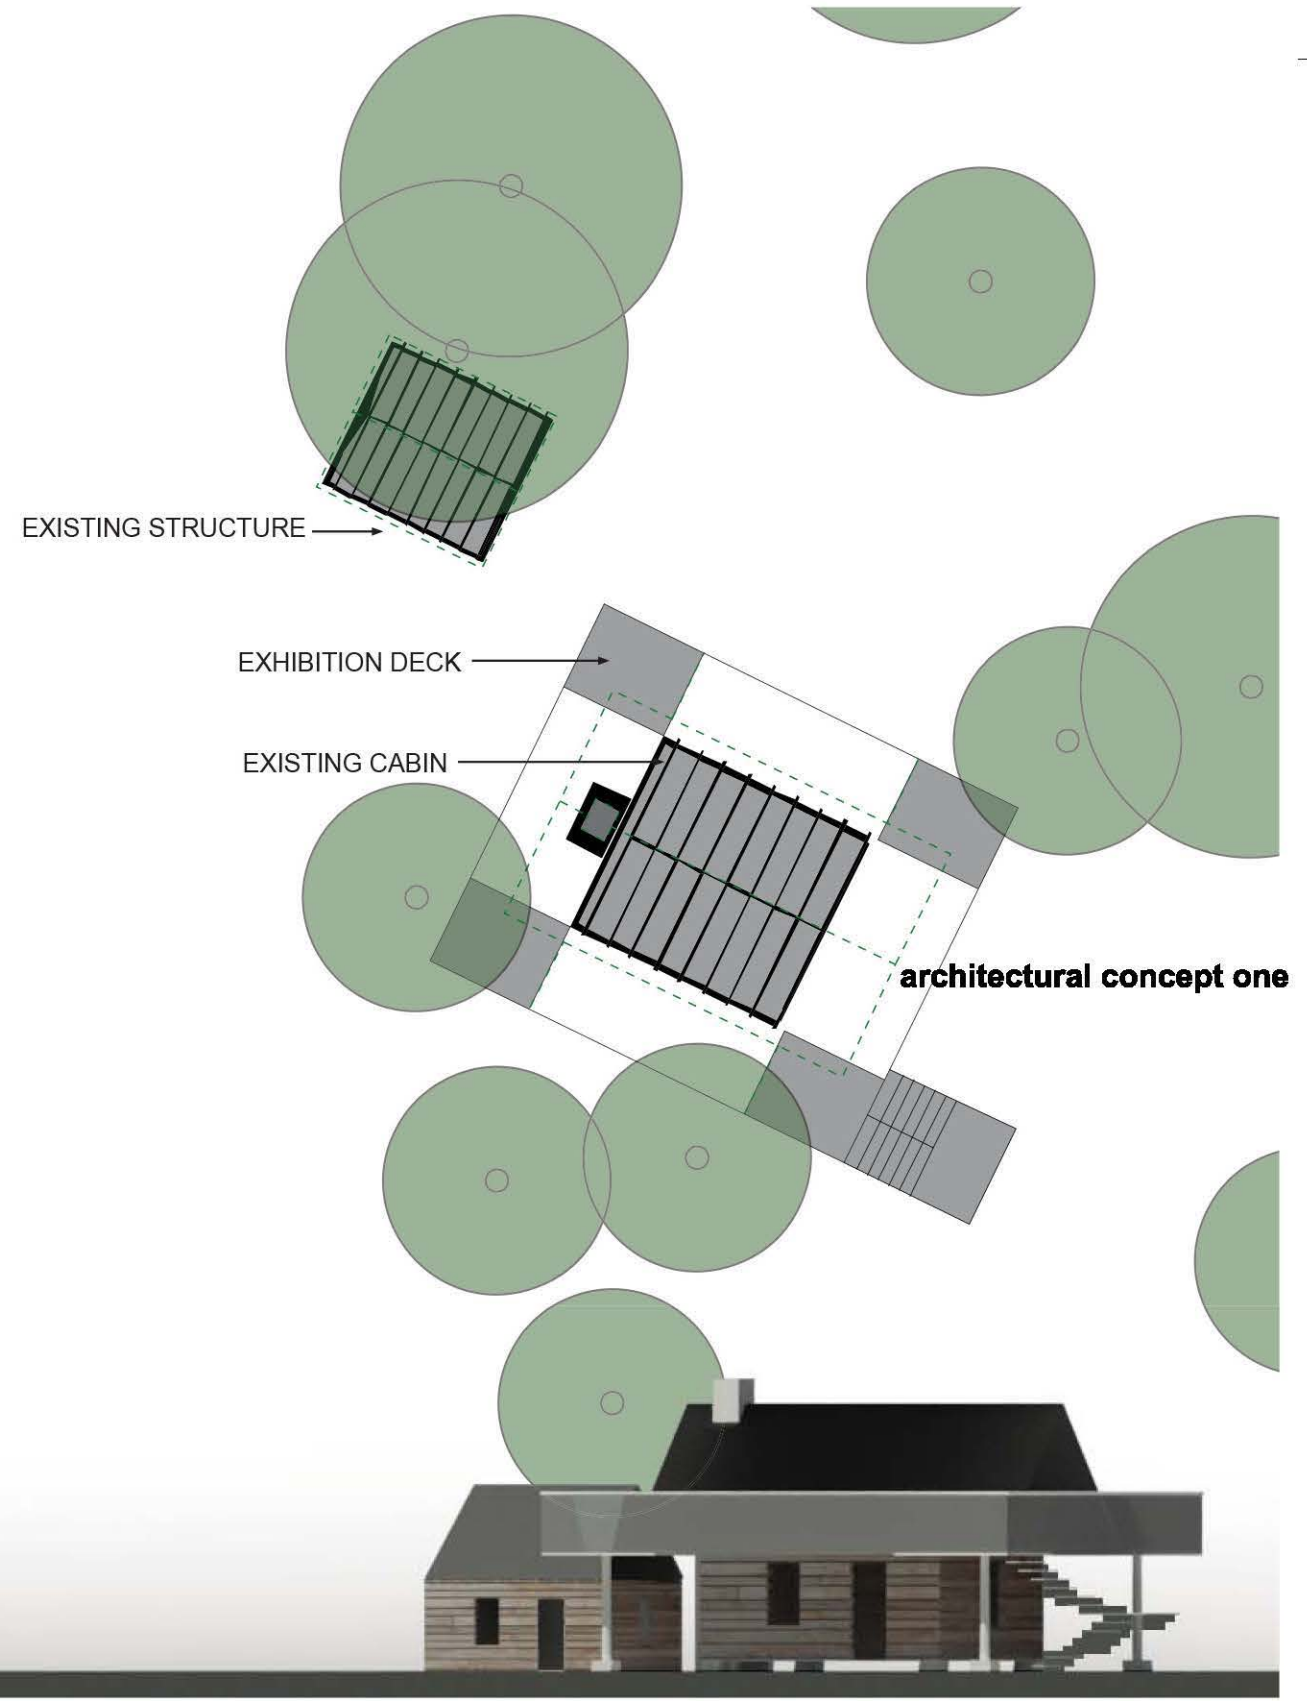 EXISTING STRUCTURE
EXHIBITION DECK
EXISTING CABIN
architectural concept one